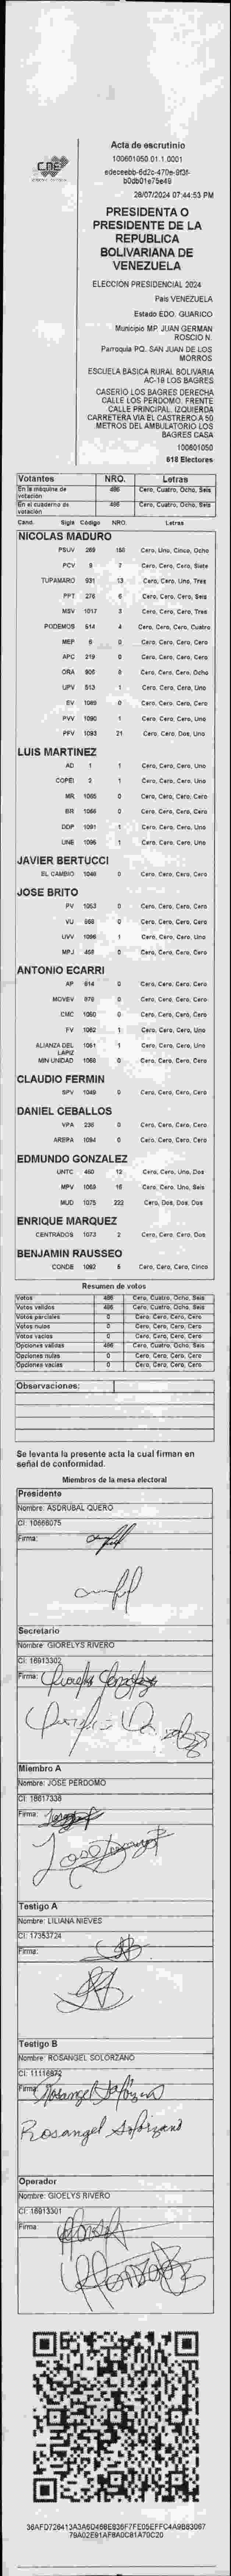 CNE
Acta de escrutinio
100601050.01.1.0001
28/07/2024 07:44:53 PM
PRESIDENTA O
PRESIDENTE DE LA
REPUBLICA
BOLIVARIANA DE
VENEZUELA
ELECCIÓN PRESIDENCIAL 2024
País VENEZUELA
Estado EDO. GUARICO
Municipio MP. JUAN GERMAN
ROSCIO N.
Parroquia PQ. SAN JUAN DE LOS
MORROS
ESCUELA BASICA RURAL BOLIVARIA
AC-19 LOS BAGRES
CASERIO LOS BAGRES DERECHA
CALLE LOS PERDOMO. FRENTE
CALLE PRINCIPAL. IZQUIERDA
CARRETERA VIA EL CASTRERO A 50
METROS DEL AMBULATORIO LOS
BAGRES CASA
100601050
818 Electores
Votantes NRO. Letras
En la máquina de votación 486 Cero, Cuatro, Ocho, Seis
En el cuaderno de votación 486 Cero, Cuatro, Ocho, Seis
Cand. Sigla Código NRO. Letras
NICOLAS MADURO
PSUV 269 158 Cero, Uno, Cinco, Ocho
PCV 9 7 Cero, Cero, Cero, Siete
TUPAMARO 931 13 Cero, Cero, Uno, Tres
PPT 276 6 Cero, Cero, Cero, Seis
MSV 1017 3 Cero, Cero, Cero, Tres
PODEMOS 514 4 Cero, Cero, Cero, Cuatro
MEP 6 0 Cero, Cero, Cero, Cero
APC 219 0 Cero, Cero, Cero, Cero
ORA 805 8 Cero, Cero, Cero, Ocho
UPV 513 1 Cero, Cero, Cero, Uno
EV 1089 0 Cero, Cero, Cero, Cero
PVV 1090 1 Cero, Cero, Cero, Uno
PFV 1093 21 Cero, Cero, Dos, Uno
LUIS MARTINEZ
AD 1 1 Cero, Cero, Cero, Uno
COPEI 2 1 Cero, Cero, Cero, Uno
MR 1065 0 Cero, Cero, Cero, Cero
BR 1066 0 Cero, Cero, Cero, Cero
DDP 1091 1 Cero, Cero, Cero, Uno
UNE 1096 1 Cero, Cero, Cero, Uno
JAVIER BERTUCCI
EL CAMBIO 1048 0 Cero, Cero, Cero, Cero
JOSE BRITO
PV 1053 0 Cero, Cero, Cero, Cero
VU 868 0 Cero, Cero, Cero, Cero
UVV 1098 1 Cero, Cero, Cero, Uno
MPJ 458 0 Cero, Cero, Cero, Cero
ANTONIO ECARRI
AP 814 0 Cero, Cero, Cero, Cero
MOVEV 979 0 Cero, Cero, Cero, Cero
CMC 1050 0 Cero, Cero, Cero, Cero
FV 1062 1 Cero, Cero, Cero, Uno
ALIANZA DEL LAPIZ 1061 1 Cero, Cero, Cero, Uno
MIN UNIDAD 1068 0 Cero, Cero, Cero, Cero
CLAUDIO FERMIN
SPV 1049 0 Cero, Cero, Cero, Cero
DANIEL CEBALLOS
VPA 236 0 Cero, Cero, Cero, Cero
AREPA 1094 0 Cero, Cero, Cero, Cero
EDMUNDO GONZALEZ
UNTC 460 12 Cero, Cero, Uno, Dos
MPV 1069 16 Cero, Cero, Uno, Seis
MUD 1075 222 Cero, Dos, Dos, Dos
ENRIQUE MARQUEZ
CENTRADOS 1073 2 Cero, Cero, Cero, Dos
BENJAMIN RAUSSEO
CONDE 1092 5 Cero, Cero, Cero, Cinco
Resumen de votos
Votos 486 Cero, Cuatro, Ocho, Seis
Votos válidos 486 Cero, Cuatro, Ocho, Seis
Votos parciales 0 Cero, Cero, Cero, Cero
Votos nulos 0 Cero, Cero, Cero, Cero
Votos vacíos 0 Cero, Cero, Cero, Cero
Opciones válidas 486 Cero, Cuatro, Ocho, Seis
Opciones nulas 0 Cero, Cero, Cero, Cero
Opciones vacías 0 Cero, Cero, Cero, Cero
Observaciones:
Se levanta la presente acta la cual firman en
señal de conformidad.
Miembros de la mesa electoral
Presidente
Nombre: ASDRUBAL QUERO
CI: 10668075
Firma:
Secretario
Nombre: GIORELYS RIVERO
CI: 16913302
Firma:
Miembro A
Nombre: JOSE PERDOMO
CI: 18617338
Firma:
Testigo A
Nombre: LILIANA NIEVES
CI: 17353724
Firma:
Testigo B
Nombre: ROSANGEL SOLORZANO
CI: 11116872
Firma: Rosangel Solorzano
Rosangel Solorzano
Operador
Nombre: GIOELYS RIVERO
CI: 16913301
Firma: